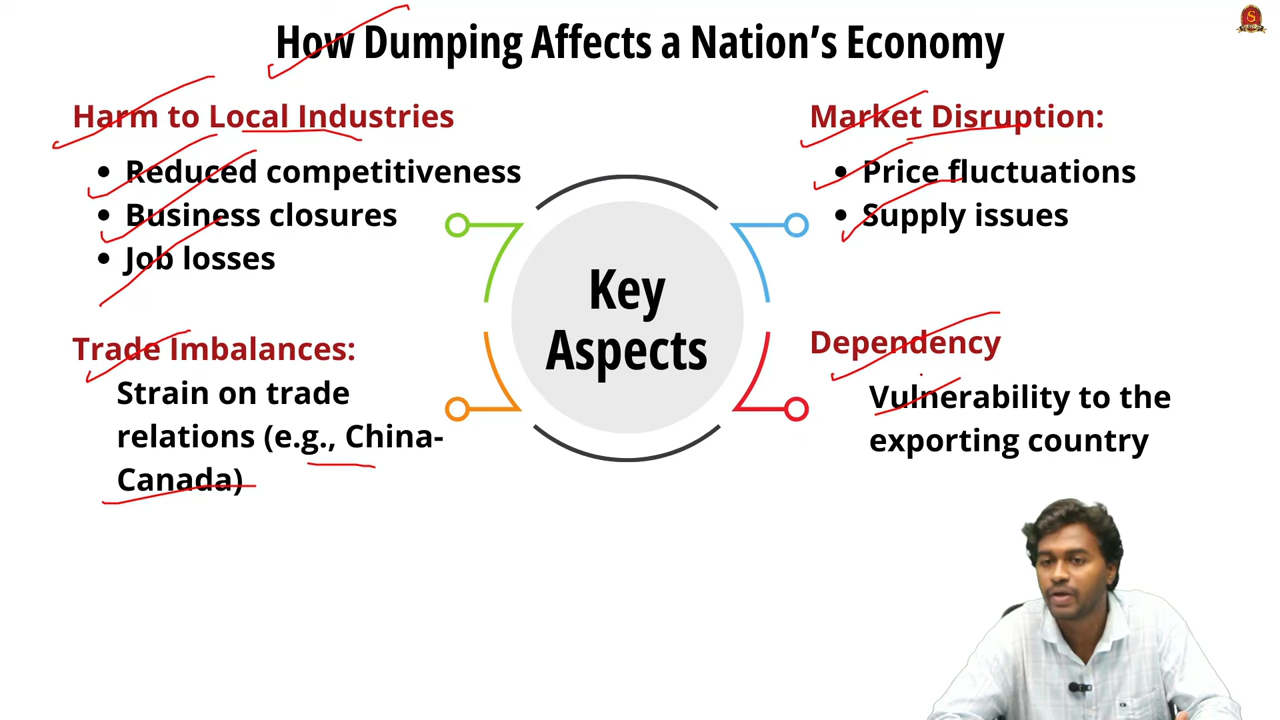 How Dumping Affects a Nation's Economy
Harm to Local Industries
• Reduced competitiveness
• Business closures
• Job losses
Trade Imbalances:
Strain on trade
relations (e.g., China-
Canada)
Key
Aspects
Market Disruption:
• Price fluctuations
• Supply issues
Dependency
Vulnerability to the
exporting country